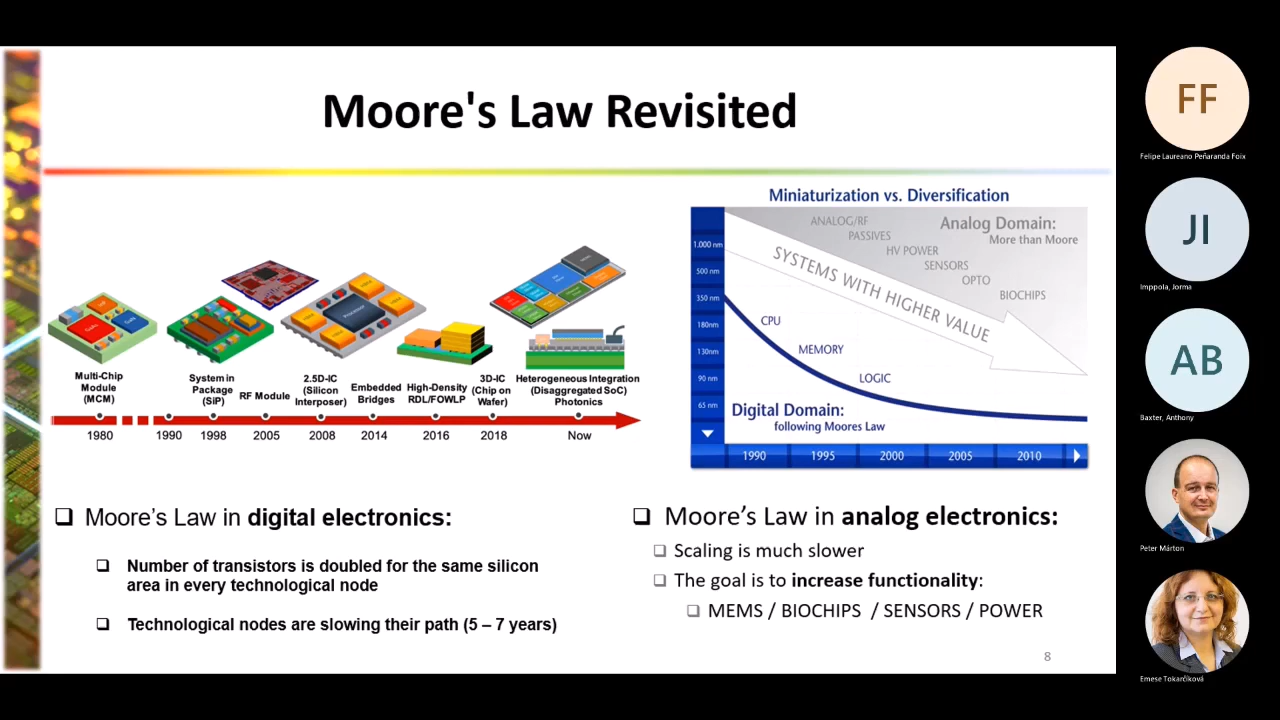 Moore's Law Revisited
Multi-Chip
Module
(MCM)
System in
Package
(SiP)
RF Module
2.5D-IC
(Silicon
Interposer)
Embedded
Bridges
High-Density
RDL/FOWLP
3D-IC
(Chip on
Wafer)
Heterogeneous Integration
(Disaggregated SoC)
Photonics
1980
1990
1998
2005
2008
2014
2016
2018
Now
Miniaturization vs. Diversification
1.000 nm
500 nm
350 nm
180nm
130nm
90 nm
65 nm
ANALOG/RF
PASSIVES
HV POWER
SENSORS
OPTO
BIOCHIPS
Analog Domain:
More than Moore
SYSTEMS WITH HIGHER VALUE
CPU
MEMORY
LOGIC
Digital Domain:
following Moores Law
1990
1995
2000
2005
2010
Moore's Law in digital electronics:
Number of transistors is doubled for the same silicon
area in every technological node
Technological nodes are slowing their path (5 – 7 years)
Moore's Law in analog electronics:
Scaling is much slower
The goal is to increase functionality:
MEMS / BIOCHIPS / SENSORS / POWER
8
FF
Felipe Laureano Peñaranda Foix
JI
Imppola, Jorma
AB
Baxter, Anthony
Peter Márton
Emese Tokarčíková